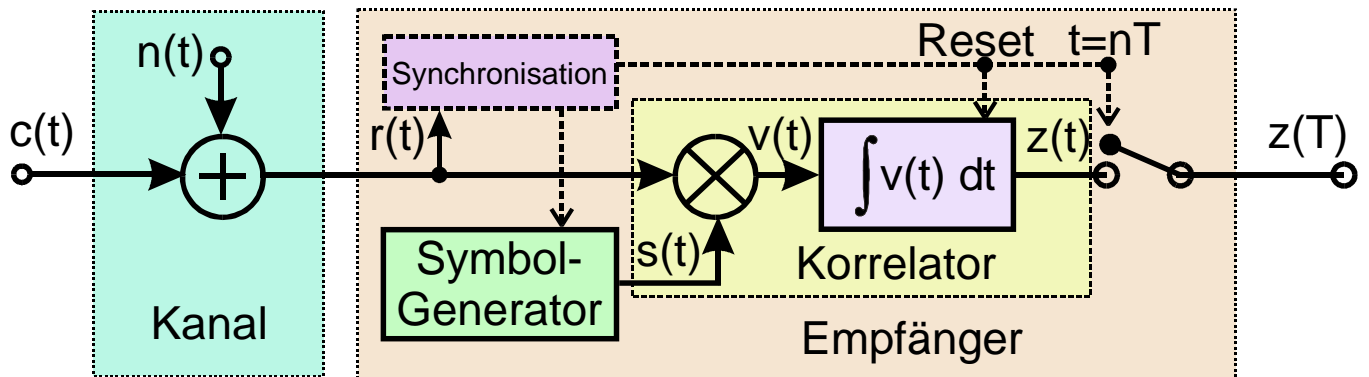 n(t)
Reset t=nT
Synchronisation
c(t)
r(t)
v(t)
z(t)
z(T)
∫ v(t) dt
Symbol-
Generator
s(t)
Korrelator
Kanal
Empfänger